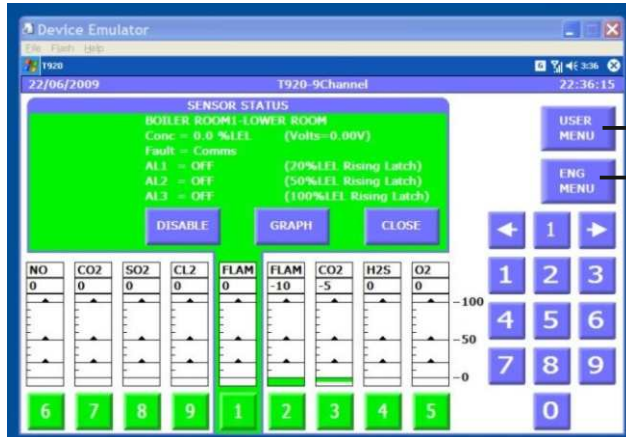 Device Emulator
File Flash Help
T920 3:36
22/06/2009 T920-9Channel 22:36:15
SENSOR STATUS
BOILER ROOM1-LOWER ROOM
Conc = 0.0 %LEL (Volts=0.00V)
Fault = Comms
AL1 = OFF (20%LEL Rising Latch)
AL2 = OFF (50%LEL Rising Latch)
AL3 = OFF (100%LEL Rising Latch)
DISABLE GRAPH CLOSE
USER
MENU
ENG
MENU
1
NO CO2 SO2 CL2 FLAM FLAM CO2 H2S O2
0 0 0 0 0 -10 -5 0 0
100
50
0
6 7 8 9 1 2 3 4 5
1 2 3
4 5 6
7 8 9
0